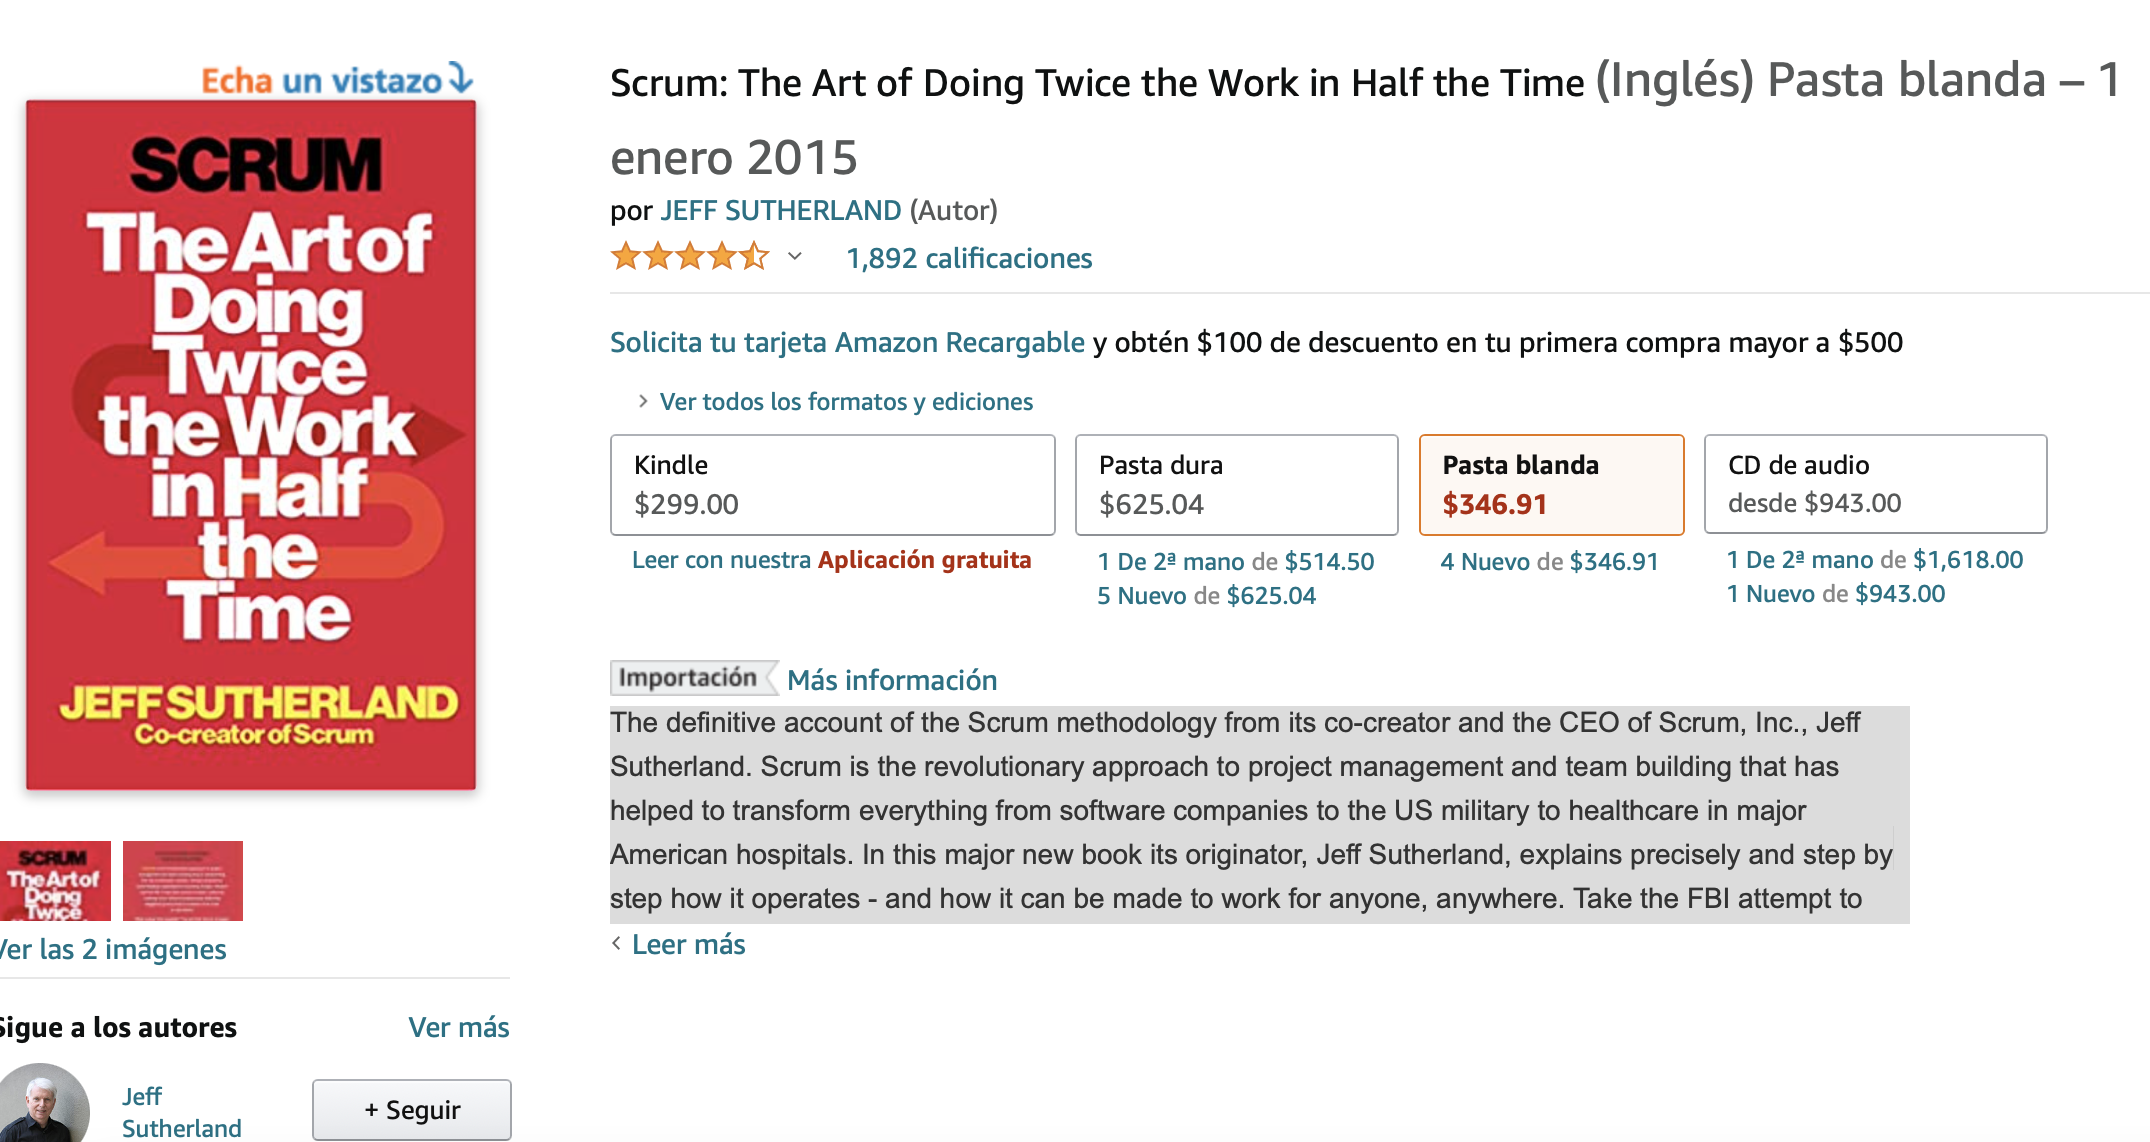 Echa un vistazo
SCRUM
The Art of
Doing
Twice
the Work
in Half
the
Time
JEFF SUTHERLAND
Co-creator of Scrum
SCRUM
The Art of
Doing
Twice
Ver las 2 imágenes
Sigue a los autores
Ver más
Jeff
Sutherland
+ Seguir
Scrum: The Art of Doing Twice the Work in Half the Time (Inglés) Pasta blanda – 1
enero 2015
por JEFF SUTHERLAND (Autor)
1,892 calificaciones
Solicita tu tarjeta Amazon Recargable y obtén $100 de descuento en tu primera compra mayor a $500
Ver todos los formatos y ediciones
Kindle
$299.00
Leer con nuestra Aplicación gratuita
Pasta dura
$625.04
1 De 2ª mano de $514.50
5 Nuevo de $625.04
Pasta blanda
$346.91
4 Nuevo de $346.91
CD de audio
desde $943.00
1 De 2ª mano de $1,618.00
1 Nuevo de $943.00
Importación
Más información
The definitive account of the Scrum methodology from its co-creator and the CEO of Scrum, Inc., Jeff
Sutherland. Scrum is the revolutionary approach to project management and team building that has
helped to transform everything from software companies to the US military to healthcare in major
American hospitals. In this major new book its originator, Jeff Sutherland, explains precisely and step by
step how it operates - and how it can be made to work for anyone, anywhere. Take the FBI attempt to
Leer más